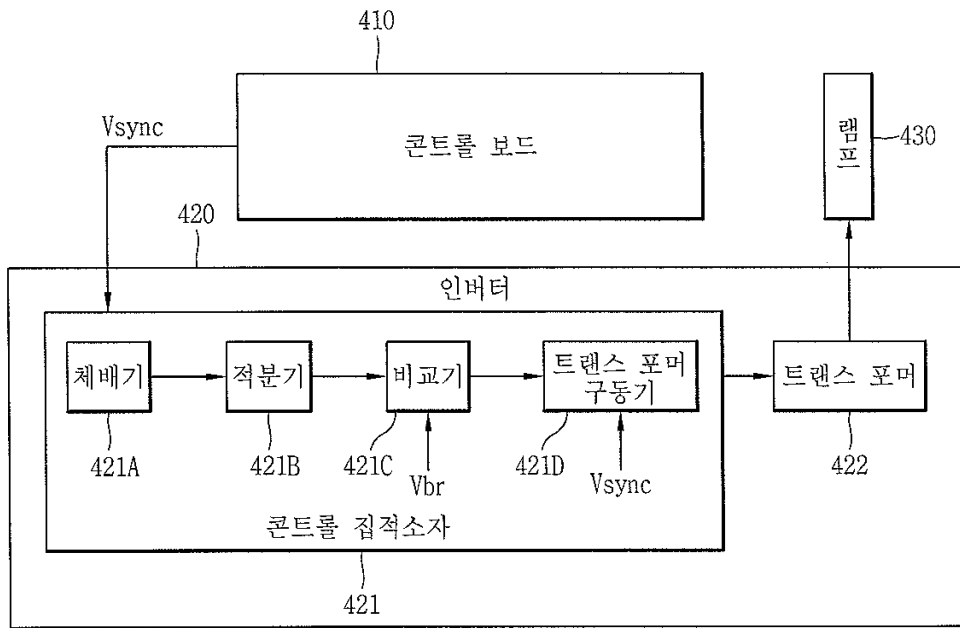 410
Vsync
콘트롤 보드
램프
430
420
인버터
체배기
적분기
비교기
트랜스 포머
구동기
트랜스 포머
421A
421B
421C
421D
422
Vbr
Vsync
콘트롤 집적소자
421